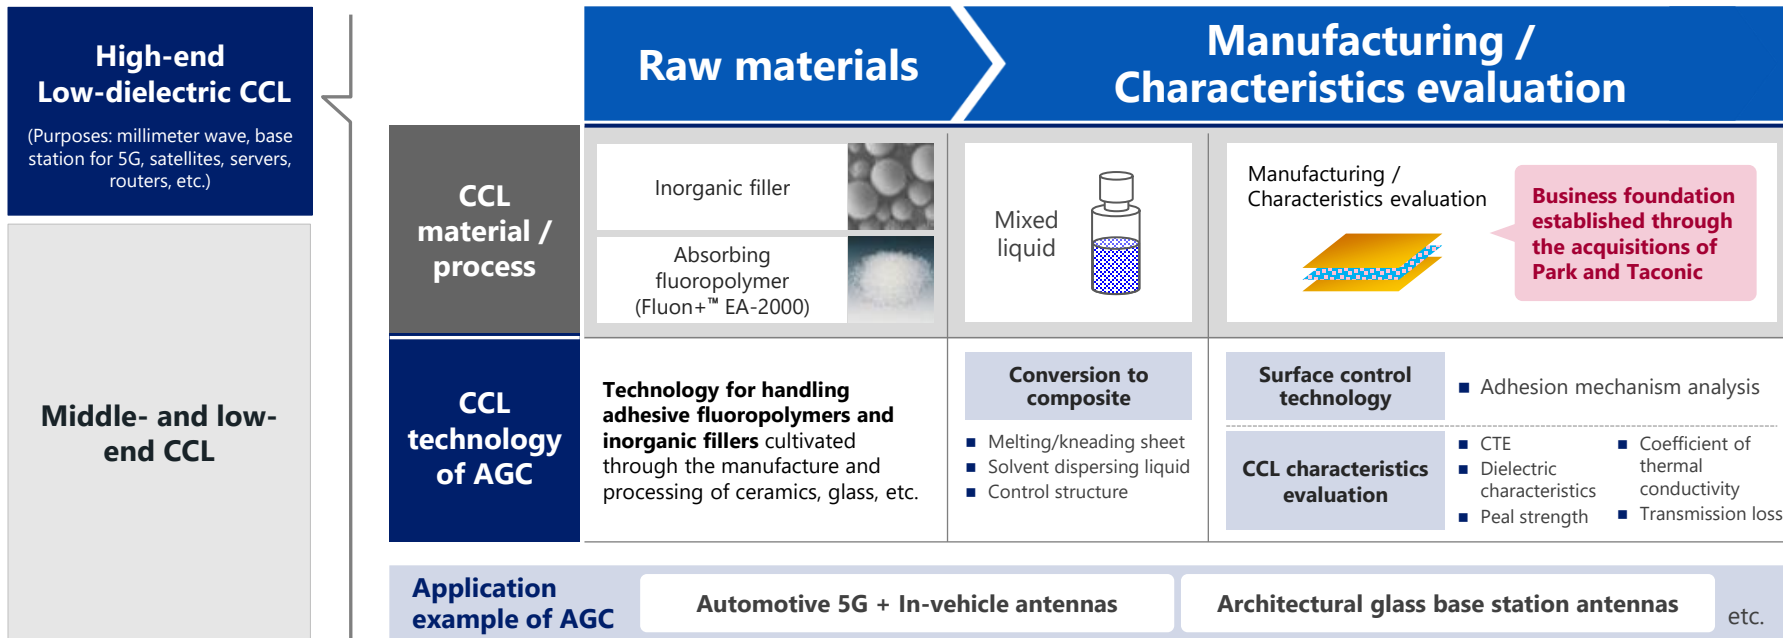 High-end
Low-dielectric CCL
(Purposes: millimeter wave, base
station for 5G, satellites, servers,
routers, etc.)
Middle- and low-
end CCL
Raw materials
Manufacturing /
Characteristics evaluation
CCL
material /
process
Inorganic filler
Absorbing
fluoropolymer
(Fluon+™ EA-2000)
Mixed
liquid
Manufacturing /
Characteristics evaluation
Business foundation
established through
the acquisitions of
Park and Taconic
CCL
technology
of AGC
Technology for handling
adhesive fluoropolymers and
inorganic fillers cultivated
through the manufacture and
processing of ceramics, glass, etc.
Conversion to
composite
■ Melting/kneading sheet
■ Solvent dispersing liquid
■ Control structure
Surface control
technology
■ Adhesion mechanism analysis
CCL characteristics
evaluation
■ CTE
■ Dielectric
characteristics
■ Peal strength
■ Coefficient of
thermal
conductivity
■ Transmission loss
Application
example of AGC
Automotive 5G + In-vehicle antennas
Architectural glass base station antennas
etc.